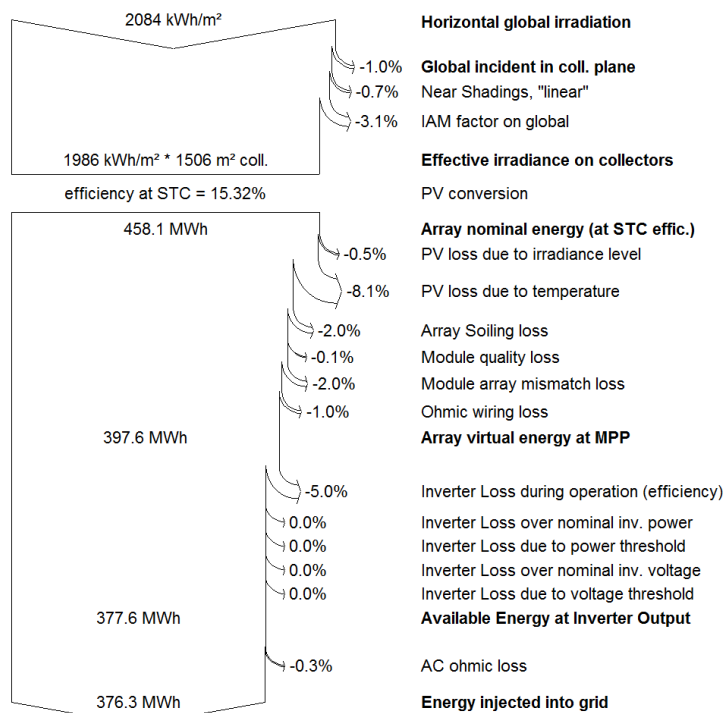 2084 kWh/m² Horizontal global irradiation
-1.0% Global incident in coll. plane
-0.7% Near Shadings, "linear"
-3.1% IAM factor on global
1986 kWh/m² * 1506 m² coll. Effective irradiance on collectors
efficiency at STC = 15.32% PV conversion
458.1 MWh Array nominal energy (at STC effic.)
-0.5% PV loss due to irradiance level
-8.1% PV loss due to temperature
-2.0% Array Soiling loss
-0.1% Module quality loss
-2.0% Module array mismatch loss
-1.0% Ohmic wiring loss
397.6 MWh Array virtual energy at MPP
-5.0% Inverter Loss during operation (efficiency)
0.0% Inverter Loss over nominal inv. power
0.0% Inverter Loss due to power threshold
0.0% Inverter Loss over nominal inv. voltage
0.0% Inverter Loss due to voltage threshold
377.6 MWh Available Energy at Inverter Output
-0.3% AC ohmic loss
376.3 MWh Energy injected into grid